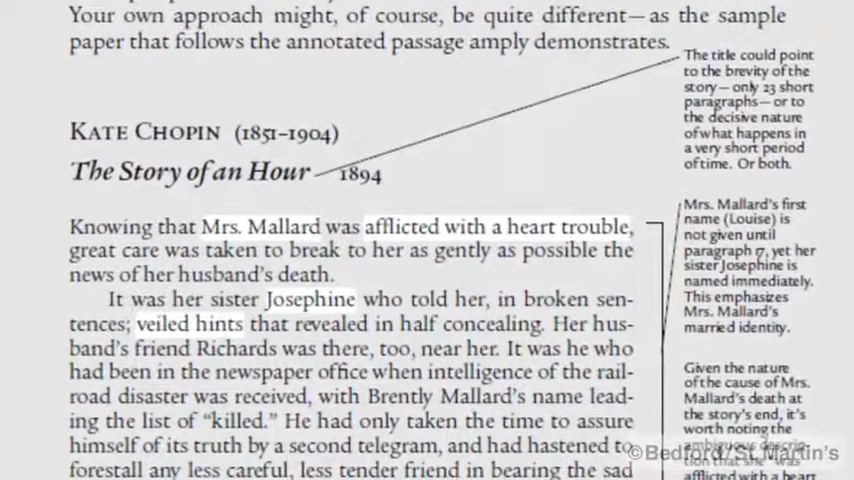 Your own approach might, of course, be quite different—as the sample
paper that follows the annotated passage amply demonstrates.
KATE CHOPIN (1851–1904)
The Story of an Hour 1894
Knowing that Mrs. Mallard was afflicted with a heart trouble,
great care was taken to break to her as gently as possible the
news of her husband's death.
It was her sister Josephine who told her, in broken sen-
tences; veiled hints that revealed in half concealing. Her hus-
band's friend Richards was there, too, near her. It was he who
had been in the newspaper office when intelligence of the rail-
road disaster was received, with Brently Mallard's name lead-
ing the list of "killed." He had only taken the time to assure
himself of its truth by a second telegram, and had hastened to
forestall any less careful, less tender friend in bearing the sad
The title could point
to the brevity of the
story—only 23 short
paragraphs—or to
the decisive nature
of what happens in
a very short period
of time. Or both.
Mrs. Mallard's first
name (Louise) is
not given until
paragraph 17, yet her
sister Josephine is
named immediately.
This emphasizes
Mrs. Mallard's
married identity.
Given the nature
of the cause of Mrs.
Mallard's death at
the story's end, it's
worth noting the
ambiguous descrip-
tion that she "was
afflicted with a heart
©Bedford/St. Martin's